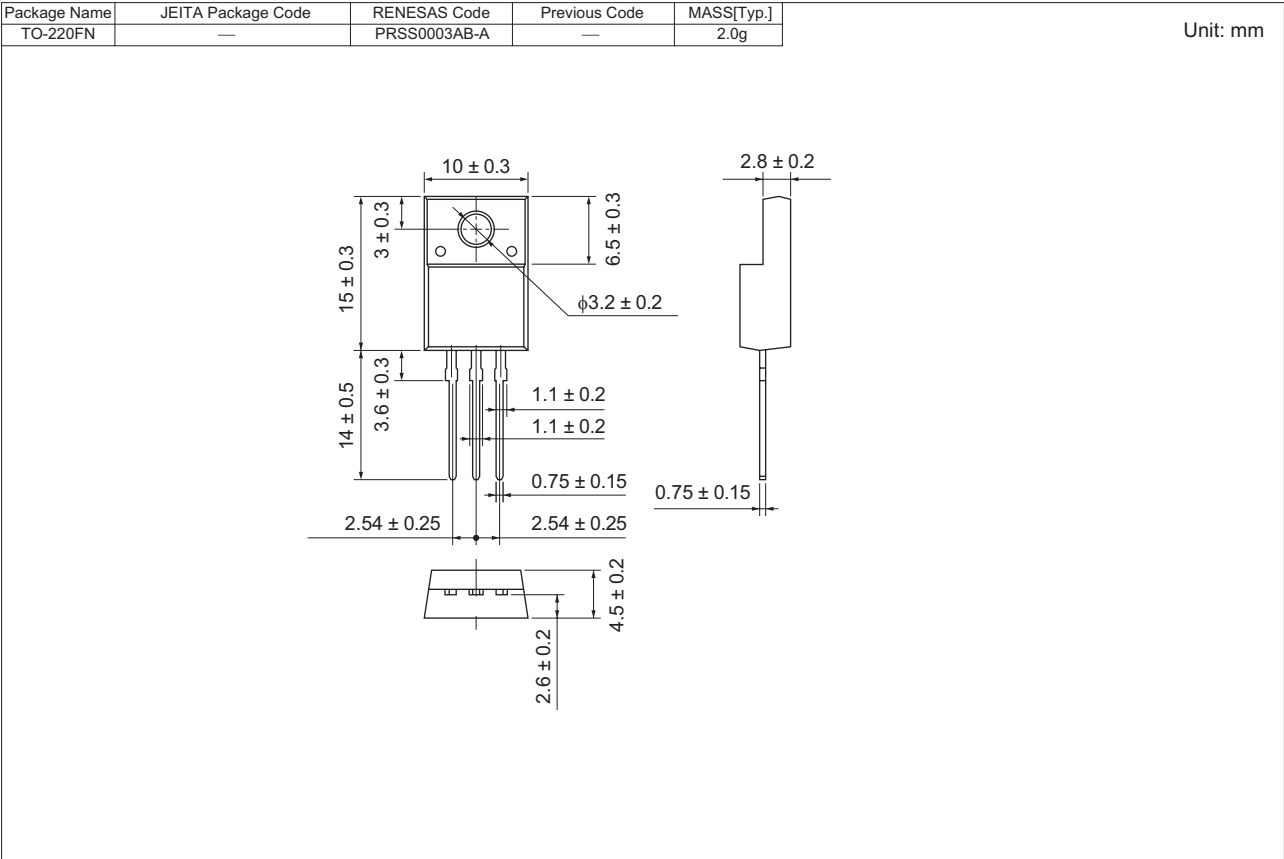 Package Name JEITA Package Code RENESAS Code Previous Code MASS[Typ.]
TO-220FN — PRSS0003AB-A — 2.0g
Unit: mm
10 ± 0.3
2.8 ± 0.2
3 ± 0.3
6.5 ± 0.3
15 ± 0.3
ϕ3.2 ± 0.2
3.6 ± 0.3
14 ± 0.5
1.1 ± 0.2
1.1 ± 0.2
0.75 ± 0.15
0.75 ± 0.15
2.54 ± 0.25
2.54 ± 0.25
4.5 ± 0.2
2.6 ± 0.2